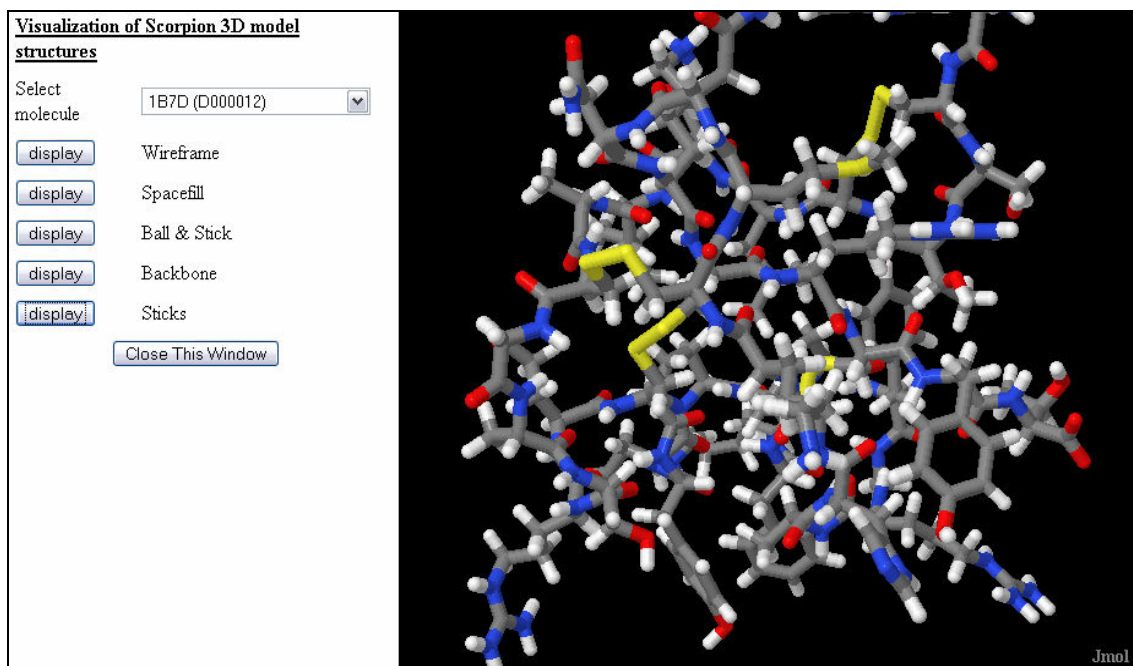 Visualization of Scorpion 3D model
structures
Select
molecule
1B7D (D000012)
display Wireframe
display Spacefill
display Ball & Stick
display Backbone
display Sticks
Close This Window
Jmol